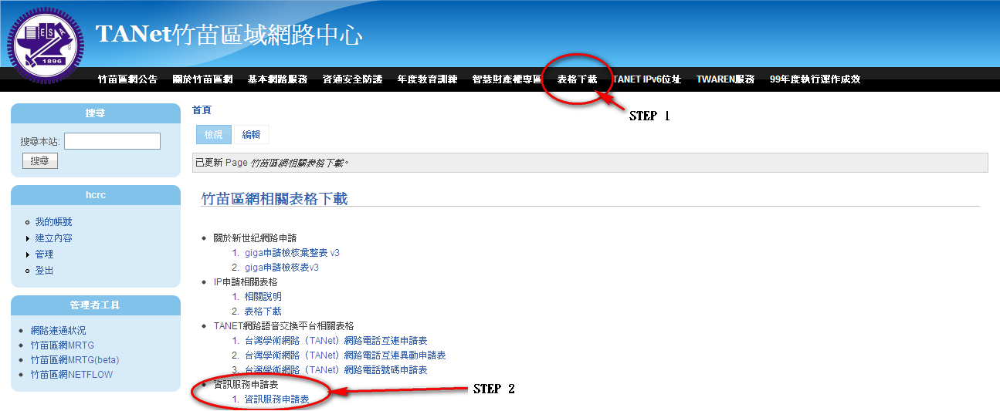 ESA
1896
TANet竹苗區域網路中心
竹苗區網公告 關於竹苗區網 基本網路服務 資通安全防護 年度教育訓練 智慧財產權專區 表格下載 TANET IPv6位址 TWAREN服務 99年度執行運作成效
STEP 1
搜尋
搜尋本站:
搜尋
hcrc
我的帳號
建立內容
管理
登出
管理者工具
網路連通狀況
竹苗區網MRTG
竹苗區網MRTG(beta)
竹苗區網NETFLOW
首頁
檢視 編輯
已更新 Page 竹苗區網相關表格下載。
竹苗區網相關表格下載
關於新世紀網路申請
1. giga申請檢核彙整表 v3
2. giga申請檢核表v3
IP申請相關表格
1. 相關說明
2. 表格下載
TANET網路語音交換平台相關表格
1. 台灣學術網路（TANet）網路電話互連申請表
2. 台灣學術網路（TANet）網路電話互連異動申請表
3. 台灣學術網路（TANet）網路電話號碼申請表
資訊服務申請表
1. 資訊服務申請表
STEP 2